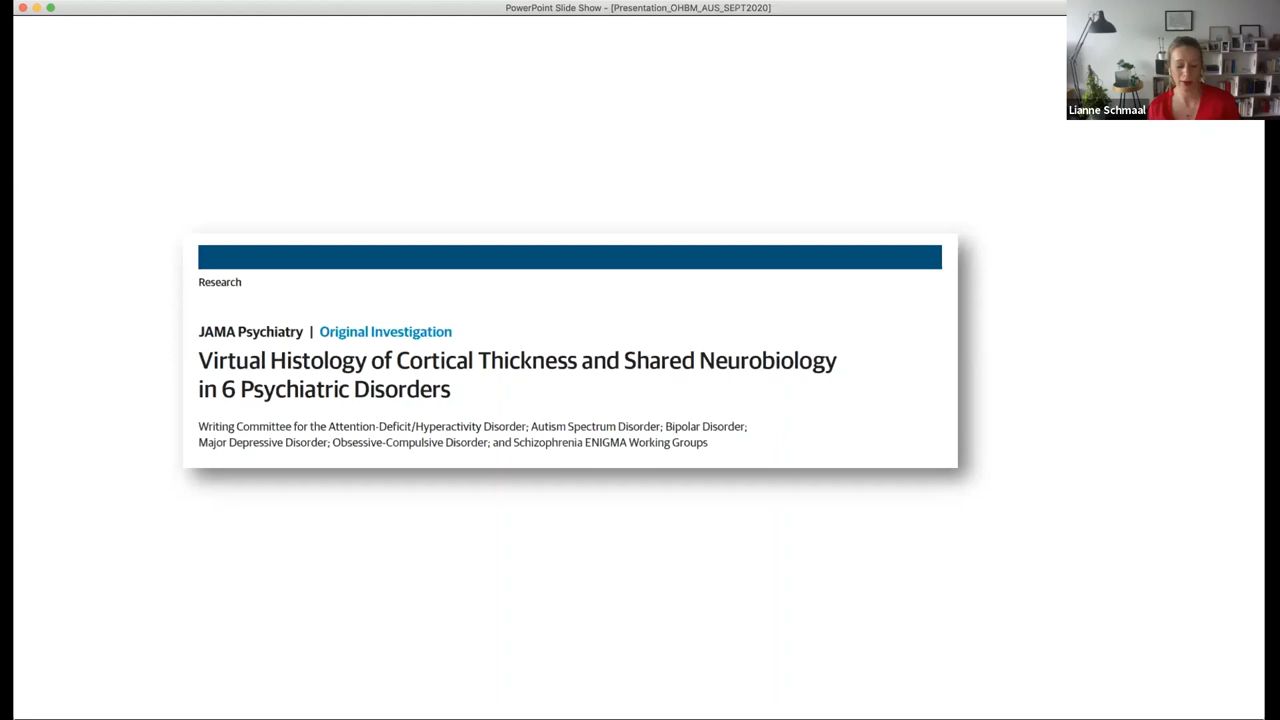 PowerPoint Slide Show - [Presentation_OHBM_AUS_SEPT2020]
Lianne Schmaal
Research
JAMA Psychiatry | Original Investigation
Virtual Histology of Cortical Thickness and Shared Neurobiology
in 6 Psychiatric Disorders
Writing Committee for the Attention-Deficit/Hyperactivity Disorder; Autism Spectrum Disorder; Bipolar Disorder;
Major Depressive Disorder; Obsessive-Compulsive Disorder; and Schizophrenia ENIGMA Working Groups